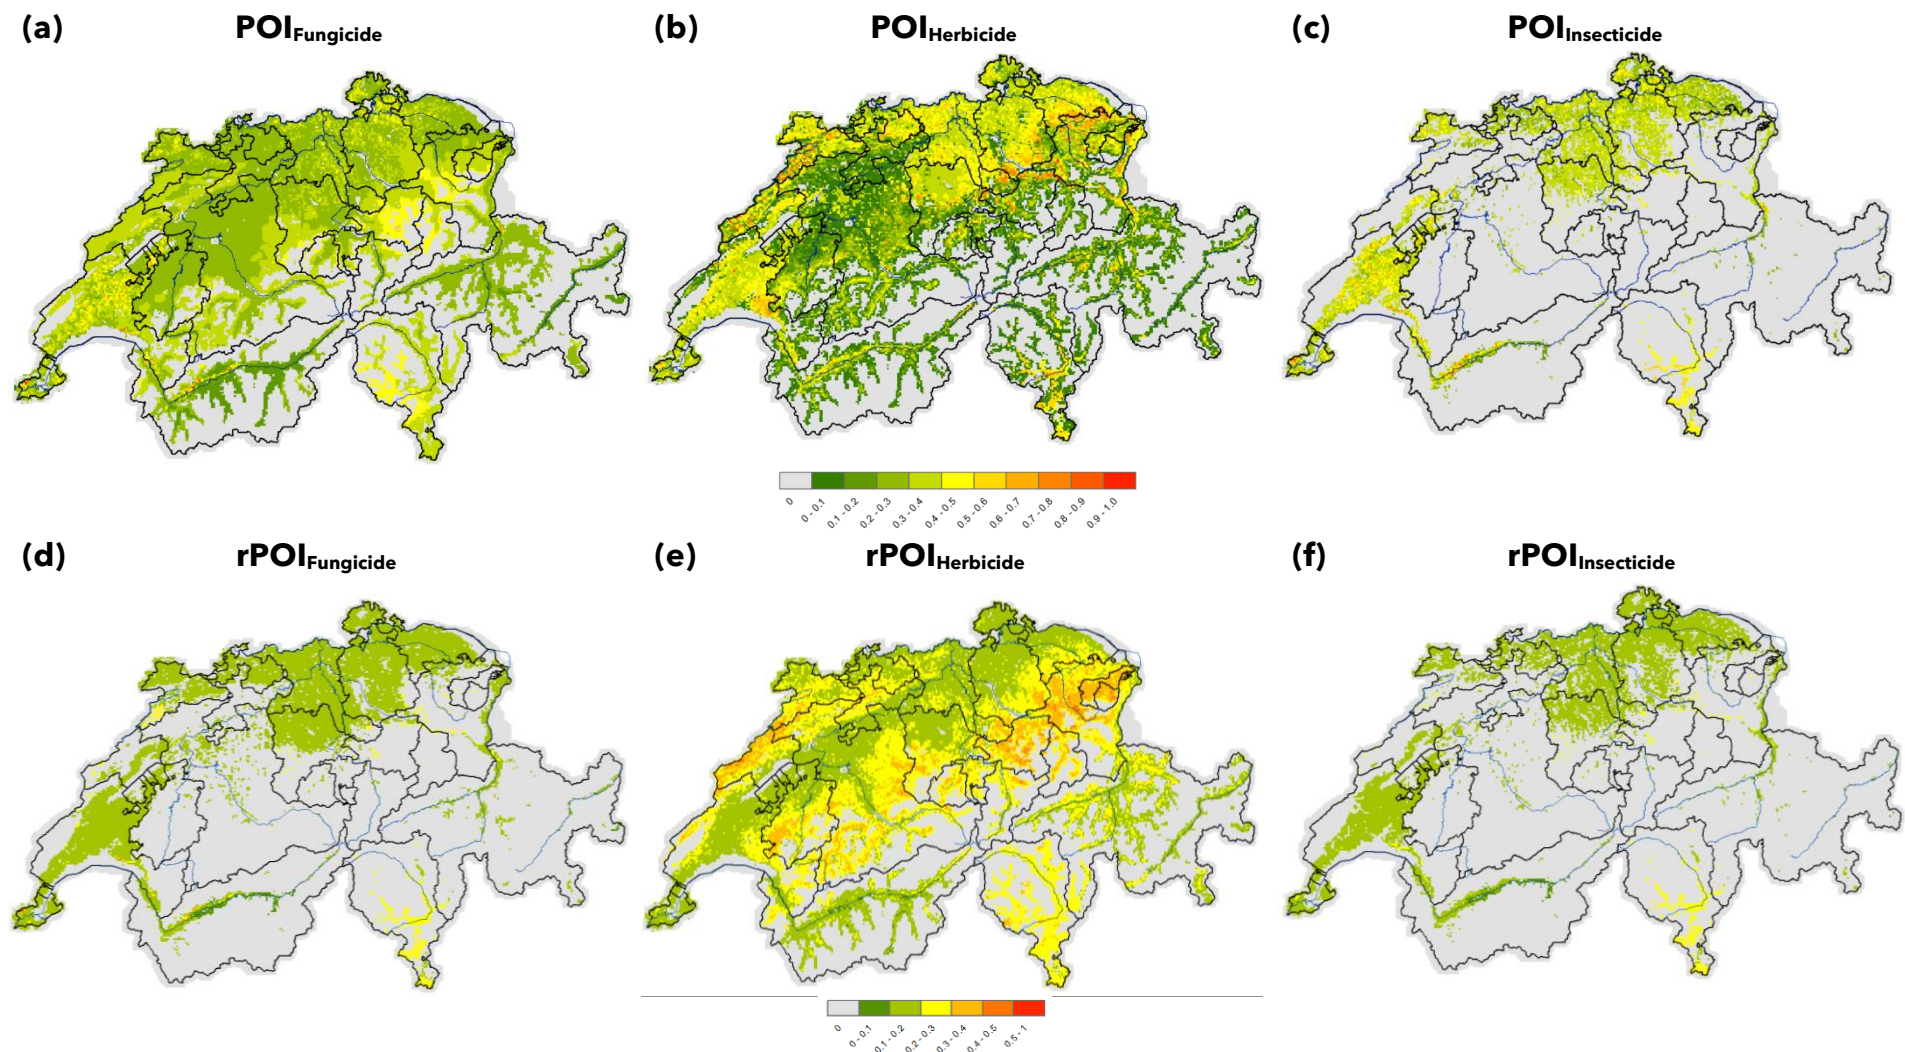 (a) POIFungicide
(b) POIHerbicide
(c) POIInsecticide
0 0 - 0.1 0.1 - 0.2 0.2 - 0.3 0.3 - 0.4 0.4 - 0.5 0.5 - 0.6 0.6 - 0.7 0.7 - 0.8 0.8 - 0.9 0.9 - 1.0
(d) rPOIFungicide
(e) rPOIHerbicide
(f) rPOIInsecticide
0 0 - 0.1 0.1 - 0.2 0.2 - 0.3 0.3 - 0.4 0.4 - 0.5 0.5 - 1